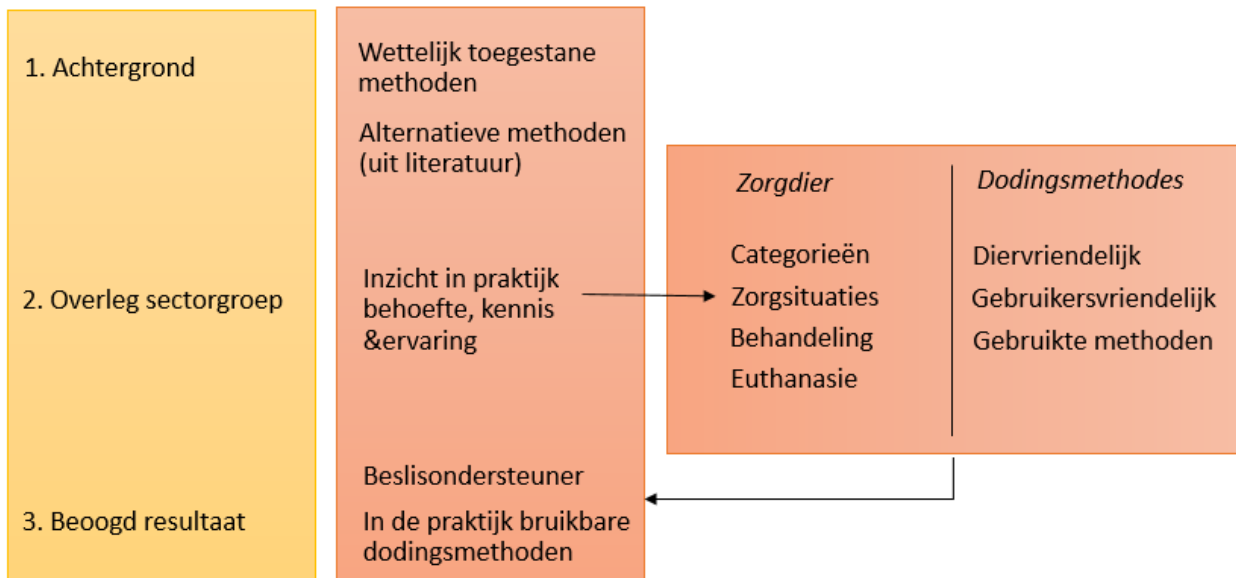 1. Achtergrond
2. Overleg sectorgroep
3. Beoogd resultaat
Wettelijk toegestane
methoden
Alternatieve methoden
(uit literatuur)
Inzicht in praktijk
behoefte, kennis
&ervaring
Beslisondersteuner
In de praktijk bruikbare
dodingsmethoden
Zorgdier
Categorieën
Zorgsituaties
Behandeling
Euthanasie
Dodingsmethodes
Diervriendelijk
Gebruikersvriendelijk
Gebruikte methoden